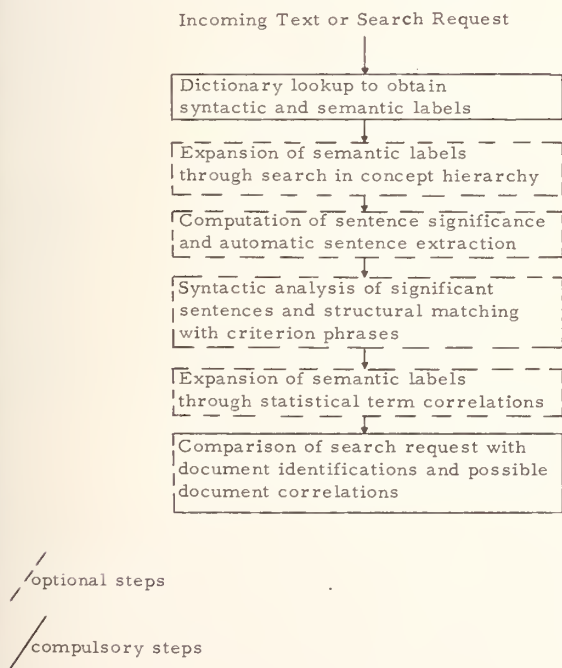 Incoming Text or Search Request
Dictionary lookup to obtain
syntactic and semantic labels
Expansion of semantic labels
through search in concept hierarchy
Computation of sentence significance
and automatic sentence extraction
Syntactic analysis of significant
sentences and structural matching
with criterion phrases
Expansion of semantic labels
through statistical term correlations
Comparison of search request with
document identifications and possible
document correlations
optional steps
compulsory steps